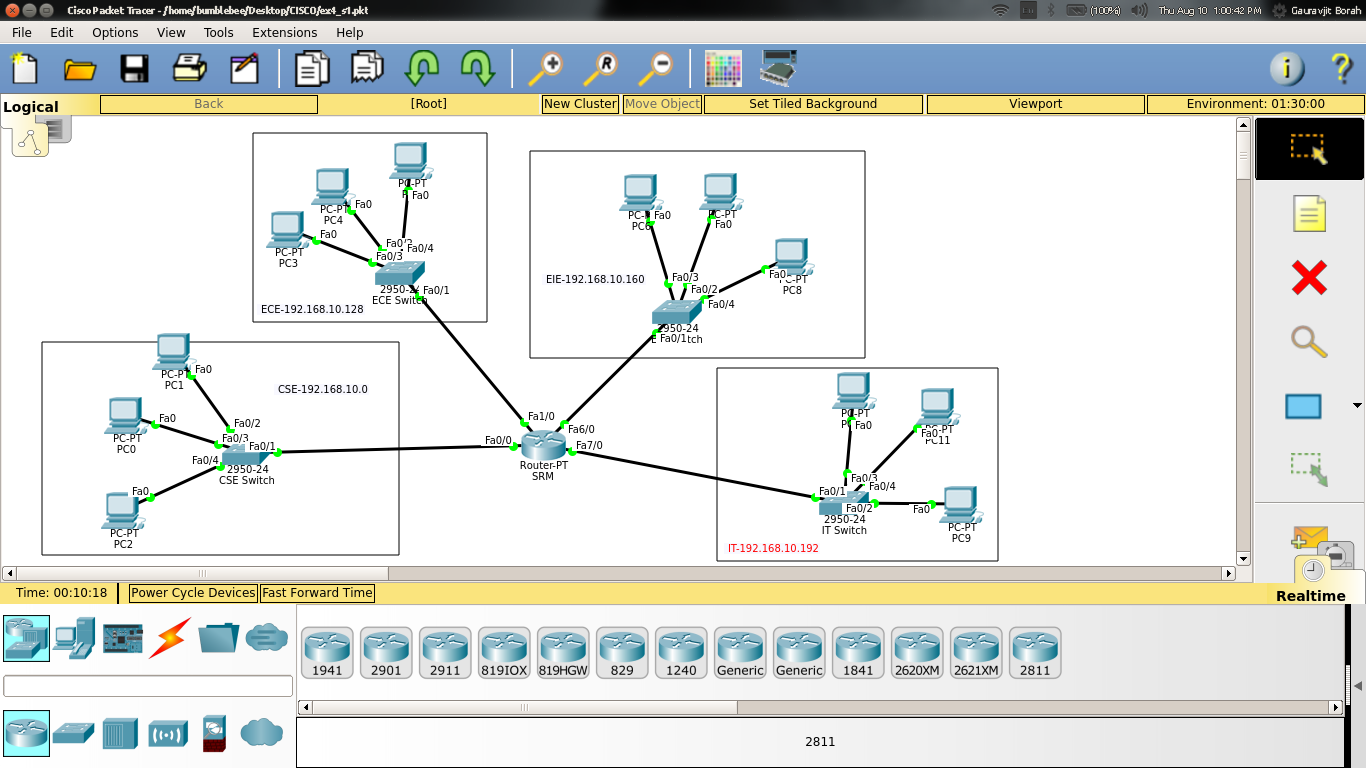 Cisco Packet Tracer - /home/bumblebee/Desktop/CISCO/ex4_s1.pkt
(100%)
Thu Aug 10 1:00:42 PM
Gauravjit Borah
File Edit Options View Tools Extensions Help
Logical
Back
[Root]
New Cluster
Move Object
Set Tiled Background
Viewport
Environment: 01:30:00
PC-PT
Fa0
PC-PT
PC4
Fa0
PC-PT
PC3
Fa0
Fa0/3
Fa0/4
Fa0/1
ECE Switch
ECE-192.168.10.128
PC6
Fa0
PC-PT
Fa0
PC-PT
PC8
Fa0
EIE-192.168.10.160
Fa0/3
Fa0/2
Fa0/4
2950-24
Fa0/1
PC-PT
PC1
Fa0
CSE-192.168.10.0
PC-PT
PC0
Fa0
Fa0/2
Fa0/3
Fa0/1
Fa0/4
2950-24
CSE Switch
Fa0
PC-PT
PC2
Fa1/0
Fa6/0
Fa0/0
Fa7/0
Router-PT
SRM
PC-PT
Fa0
PC-PT
PC11
Fa0
Fa0/3
Fa0/4
Fa0/1
Fa0/2
2950-24
IT Switch
Fa0
PC-PT
PC9
IT-192.168.10.192
Time: 00:10:18
Power Cycle Devices
Fast Forward Time
Realtime
1941 2901 2911 819IOX 819HGW 829 1240 Generic Generic 1841 2620XM 2621XM 2811
2811